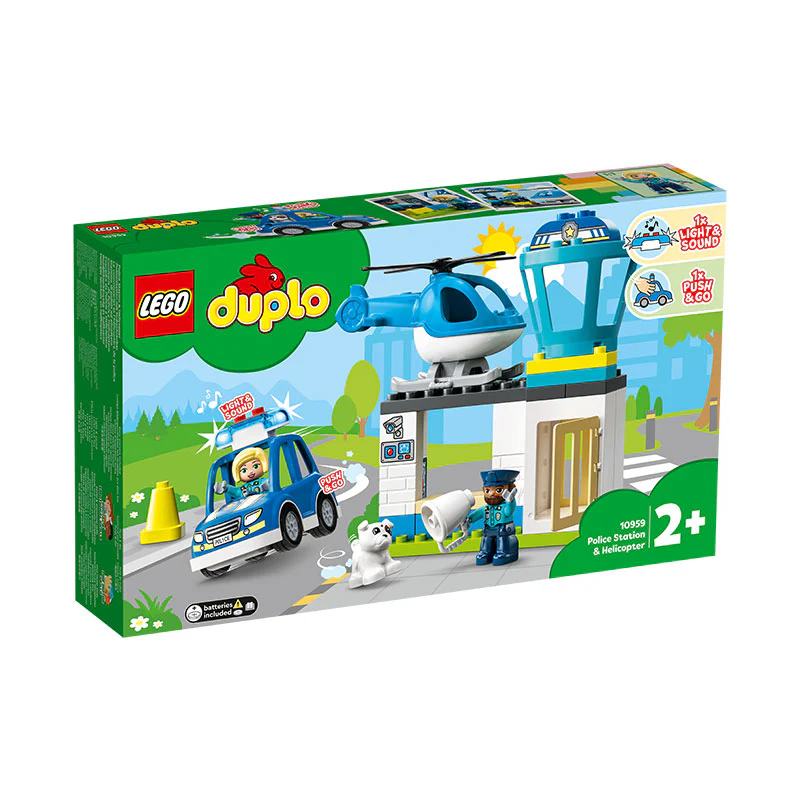 LEGO
duplo
1x
LIGHT &
SOUND
1x
PUSH
& GO
LIGHT &
SOUND
PUSH
& GO
POLICE
10959
Police Station
& Helicopter
2+
batteries
included